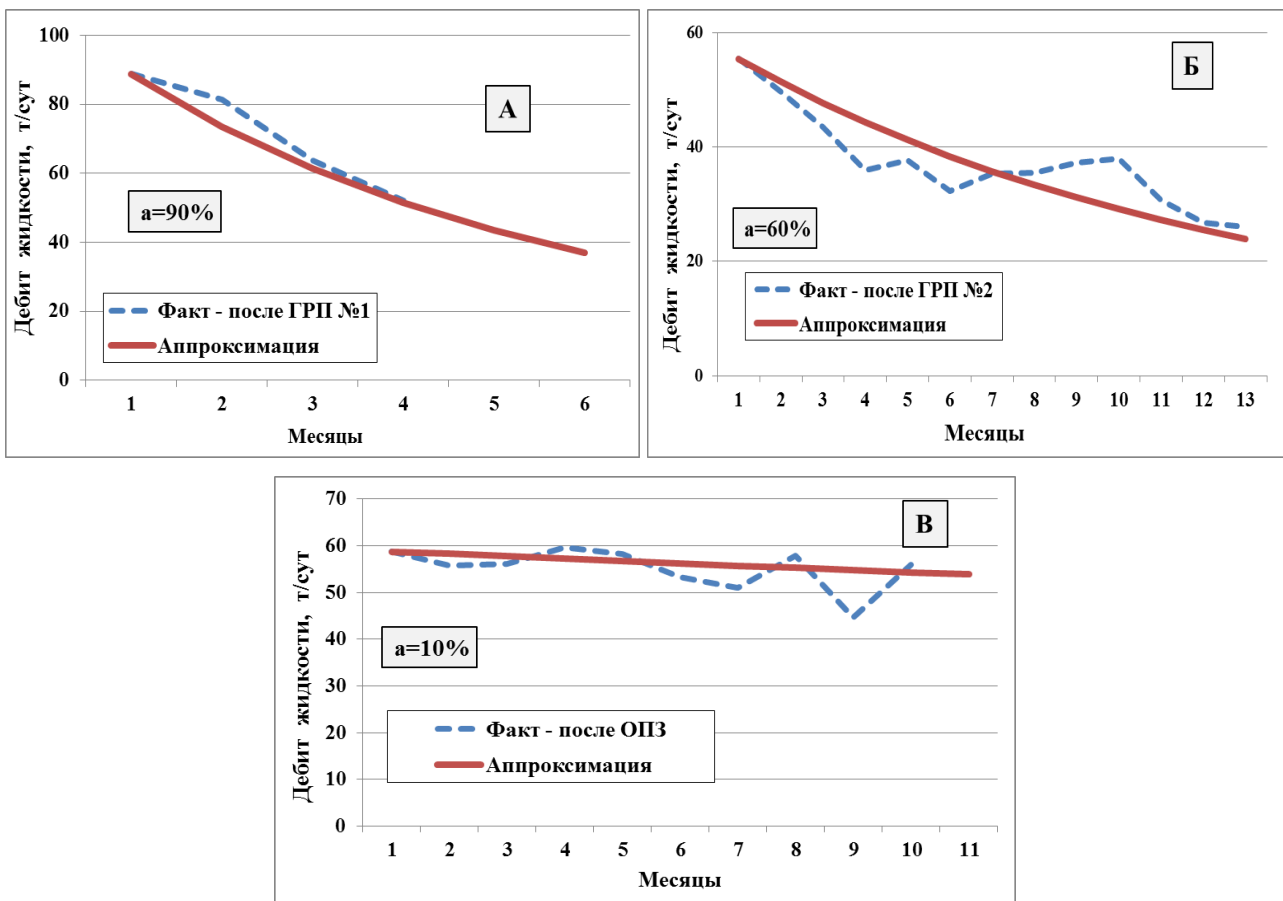 Дебит жидкости, т/сут
100
80
60
40
20
0
А
а=90%
Факт - после ГРП №1
Аппроксимация
1 2 3 4 5 6
Месяцы
Дебит жидкости, т/сут
60
40
20
0
Б
а=60%
Факт - после ГРП №2
Аппроксимация
1 2 3 4 5 6 7 8 9 10 11 12 13
Месяцы
Дебит жидкости, т/сут
70
60
50
40
30
20
10
0
В
а=10%
Факт - после ОПЗ
Аппроксимация
1 2 3 4 5 6 7 8 9 10 11
Месяцы